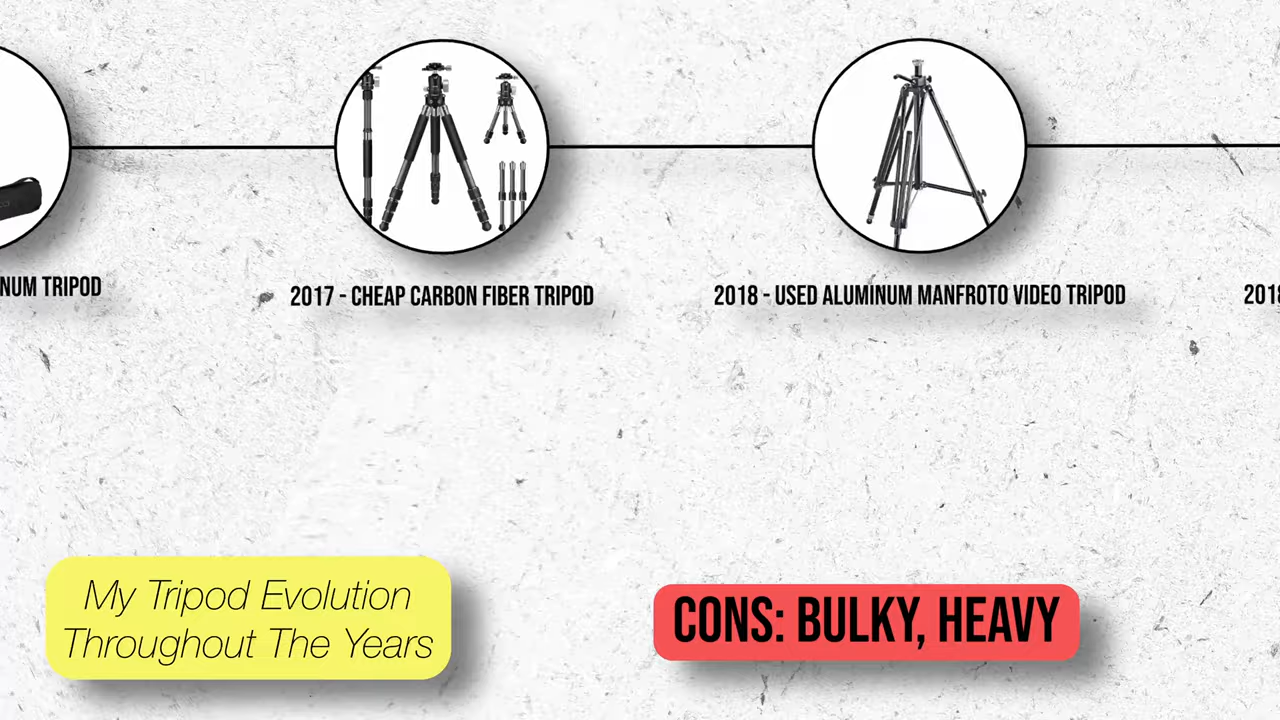 NUM TRIPOD
2017 - CHEAP CARBON FIBER TRIPOD
2018 - USED ALUMINUM MANFROTO VIDEO TRIPOD
201
My Tripod Evolution
Throughout The Years
CONS: BULKY, HEAVY